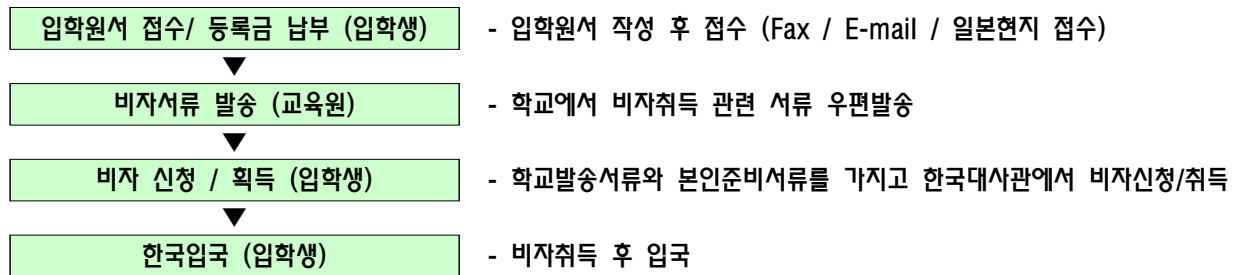 입학원서 접수/ 등록금 납부 (입학생) - 입학원서 작성 후 접수 (Fax / E-mail / 일본현지 접수)
▼
비자서류 발송 (교육원) - 학교에서 비자취득 관련 서류 우편발송
▼
비자 신청 / 획득 (입학생) - 학교발송서류와 본인준비서류를 가지고 한국대사관에서 비자신청/취득
▼
한국입국 (입학생) - 비자취득 후 입국